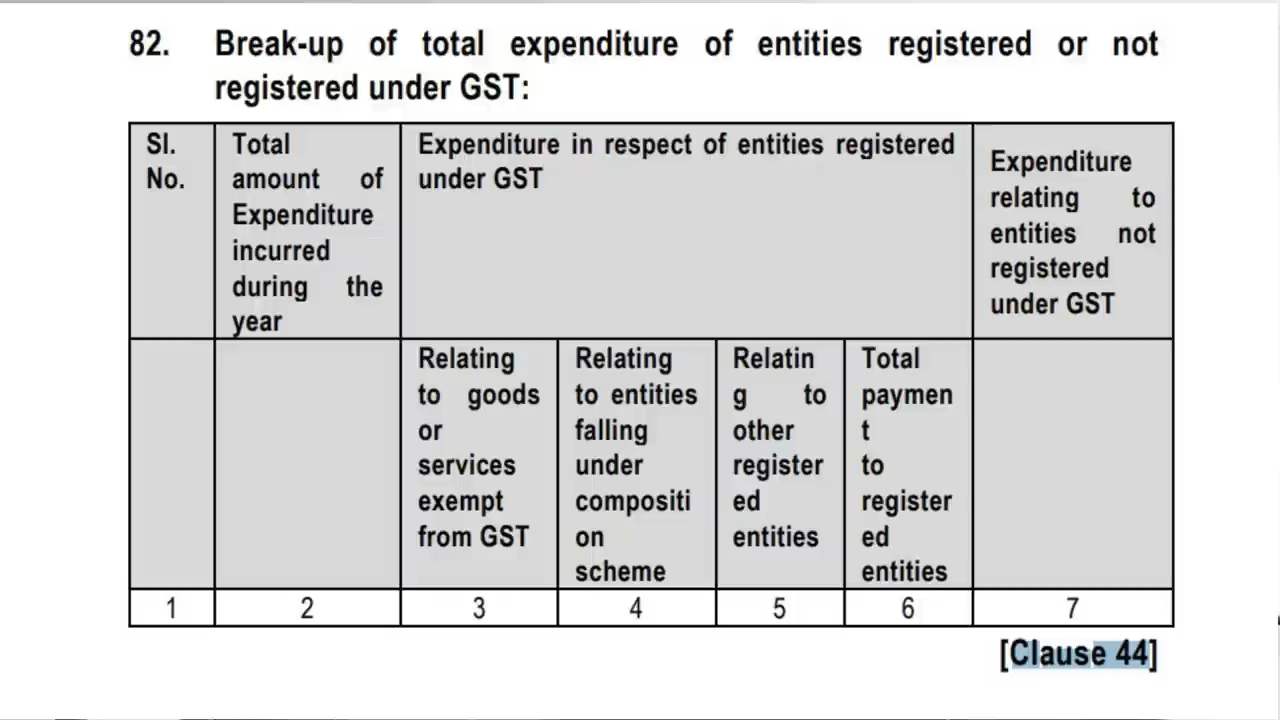 82. Break-up of total expenditure of entities registered or not
registered under GST:
Sl.
No.
Total
amount of
Expenditure
incurred
during the
year
Expenditure in respect of entities registered
under GST
Expenditure
relating to
entities not
registered
under GST
Relating
to goods
or
services
exempt
from GST
Relating
to entities
falling
under
compositi
on
scheme
Relatin
g to
other
register
ed
entities
Total
paymen
t
to
register
ed
entities
1 2 3 4 5 6 7
[Clause 44]